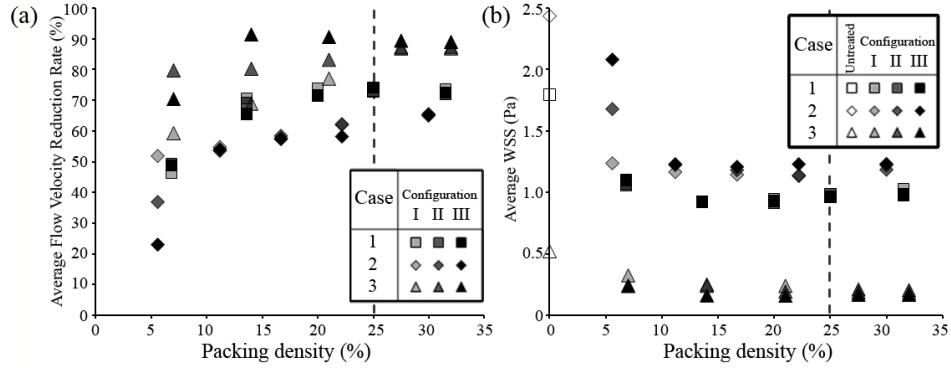 (a)
Average Flow Velocity Reduction Rate (%)
100
90
80
70
60
50
40
30
20
10
0
0 5 10 15 20 25 30 35
Packing density (%)
Case Configuration
I II III
1
2
3
(b)
Average WSS (Pa)
2.5
2.0
1.5
1.0
0.5
0
0 5 10 15 20 25 30 35
Packing density (%)
Case Untreated Configuration
I II III
1
2
3